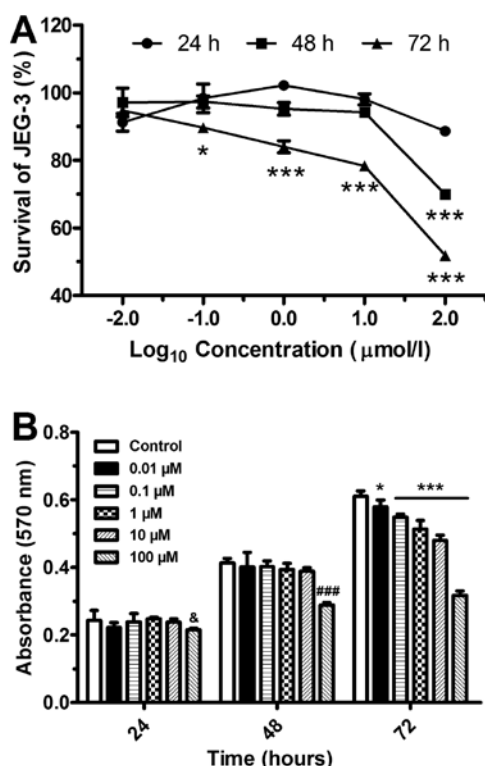 A
24 h 48 h 72 h
Survival of JEG-3 (%)
120
100
80
60
40
*
***
***
***
***
-2.0 -1.0 0.0 1.0 2.0
Log₁₀ Concentration ( μmol/l)
B
Absorbance (570 nm)
0.8
0.6
0.4
0.2
0.0
Control
0.01 μM
0.1 μM
1 μM
10 μM
100 μM
&
###
*
***
24 48 72
Time (hours)